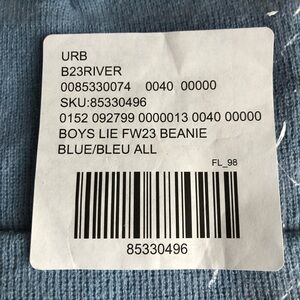 URB
B23RIVER
0085330074 0040 00000
SKU:85330496
0152 092799 0000013 0040 00000
BOYS LIE FW23 BEANIE
BLUE/BLEU ALL
FL_98
85330496